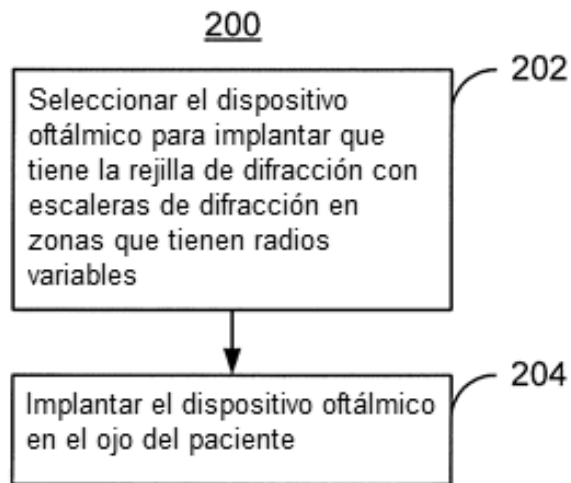 200
202
Seleccionar el dispositivo
oftálmico para implantar que
tiene la rejilla de difracción con
escaleras de difracción en
zonas que tienen radios
variables
204
Implantar el dispositivo oftálmico
en el ojo del paciente